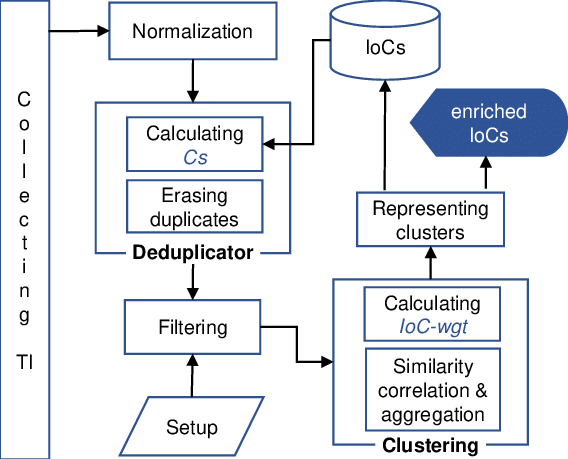 Collecting TI
Normalization
IoCs
enriched
IoCs
Calculating
Cs
Erasing
duplicates
Deduplicator
Representing
clusters
Filtering
Calculating
IoC-wgt
Similarity
correlation &
aggregation
Clustering
Setup